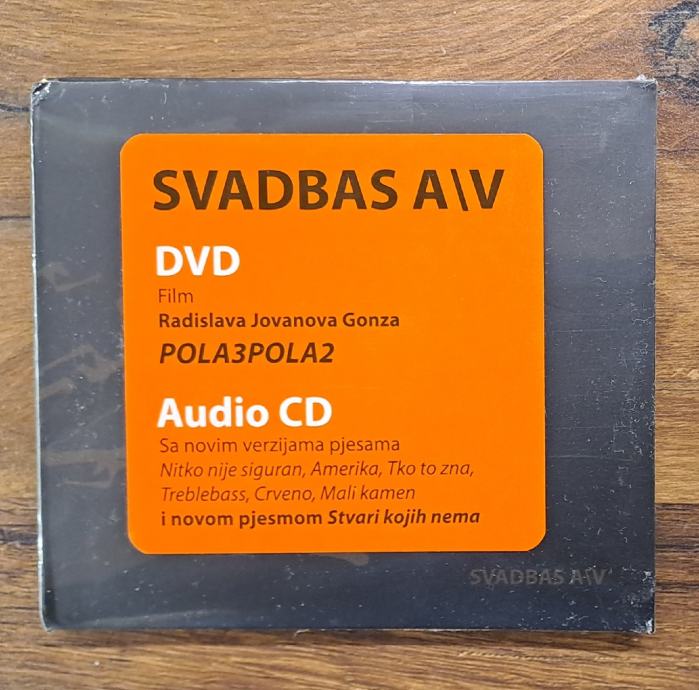 SVADBAS A\V
DVD
Film
Radislava Jovanova Gonza
POLA3POLA2
Audio CD
Sa novim verzijama pjesama
Nitko nije siguran, Amerika, Tko to zna,
Treblebass, Crveno, Mali kamen
i novom pjesmom Stvari kojih nema
SVADBAS A\V